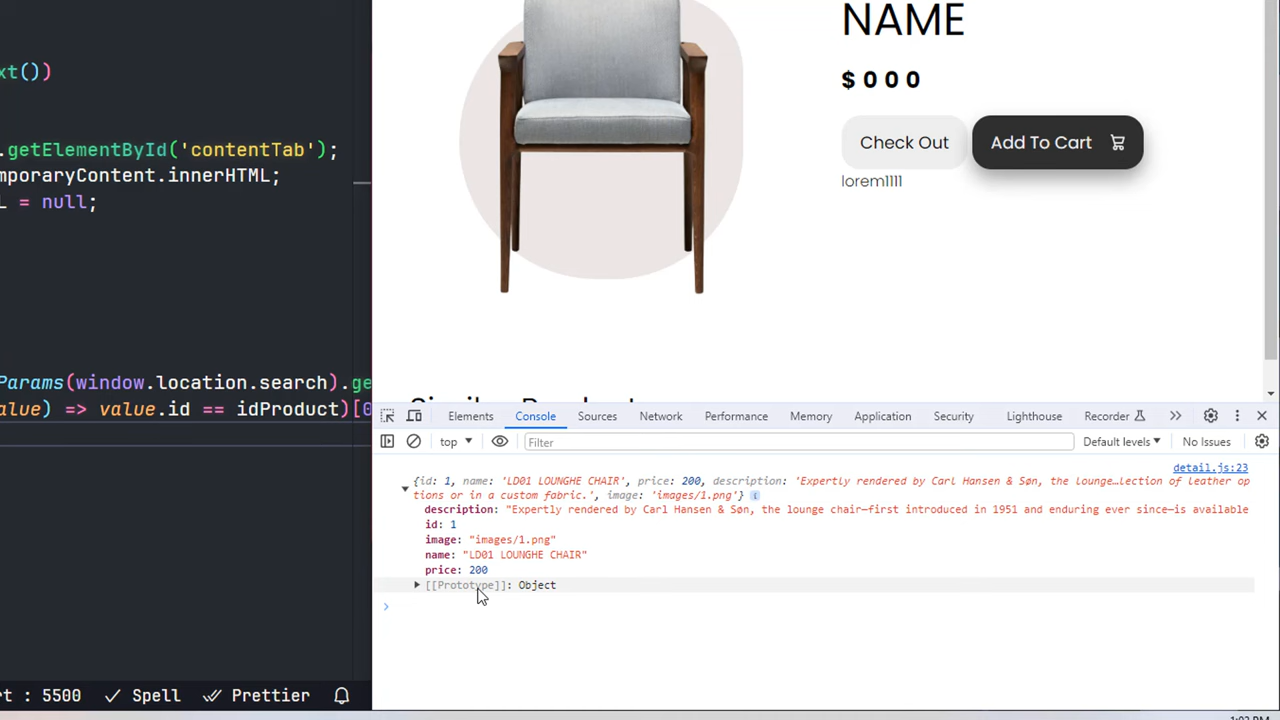 xt())
.getElementById('contentTab');
mporaryContent.innerHTML;
L = null;
Params(window.location.search).ge
alue) => value.id == idProduct)[0
rt : 5500 Spell Prettier
NAME
$000
Check Out Add To Cart
lorem1111
Elements Console Sources Network Performance Memory Application Security Lighthouse Recorder
top Filter Default levels No Issues
detail.js:23
{id: 1, name: 'LD01 LOUNGHE CHAIR', price: 200, description: 'Expertly rendered by Carl Hansen & Søn, the Lounge…lection of Leather op
tions or in a custom fabric.', image: 'images/1.png'}
description: "Expertly rendered by Carl Hansen & Søn, the lounge chair—first introduced in 1951 and enduring ever since—is available
id: 1
image: "images/1.png"
name: "LD01 LOUNGHE CHAIR"
price: 200
[[Prototype]]: Object